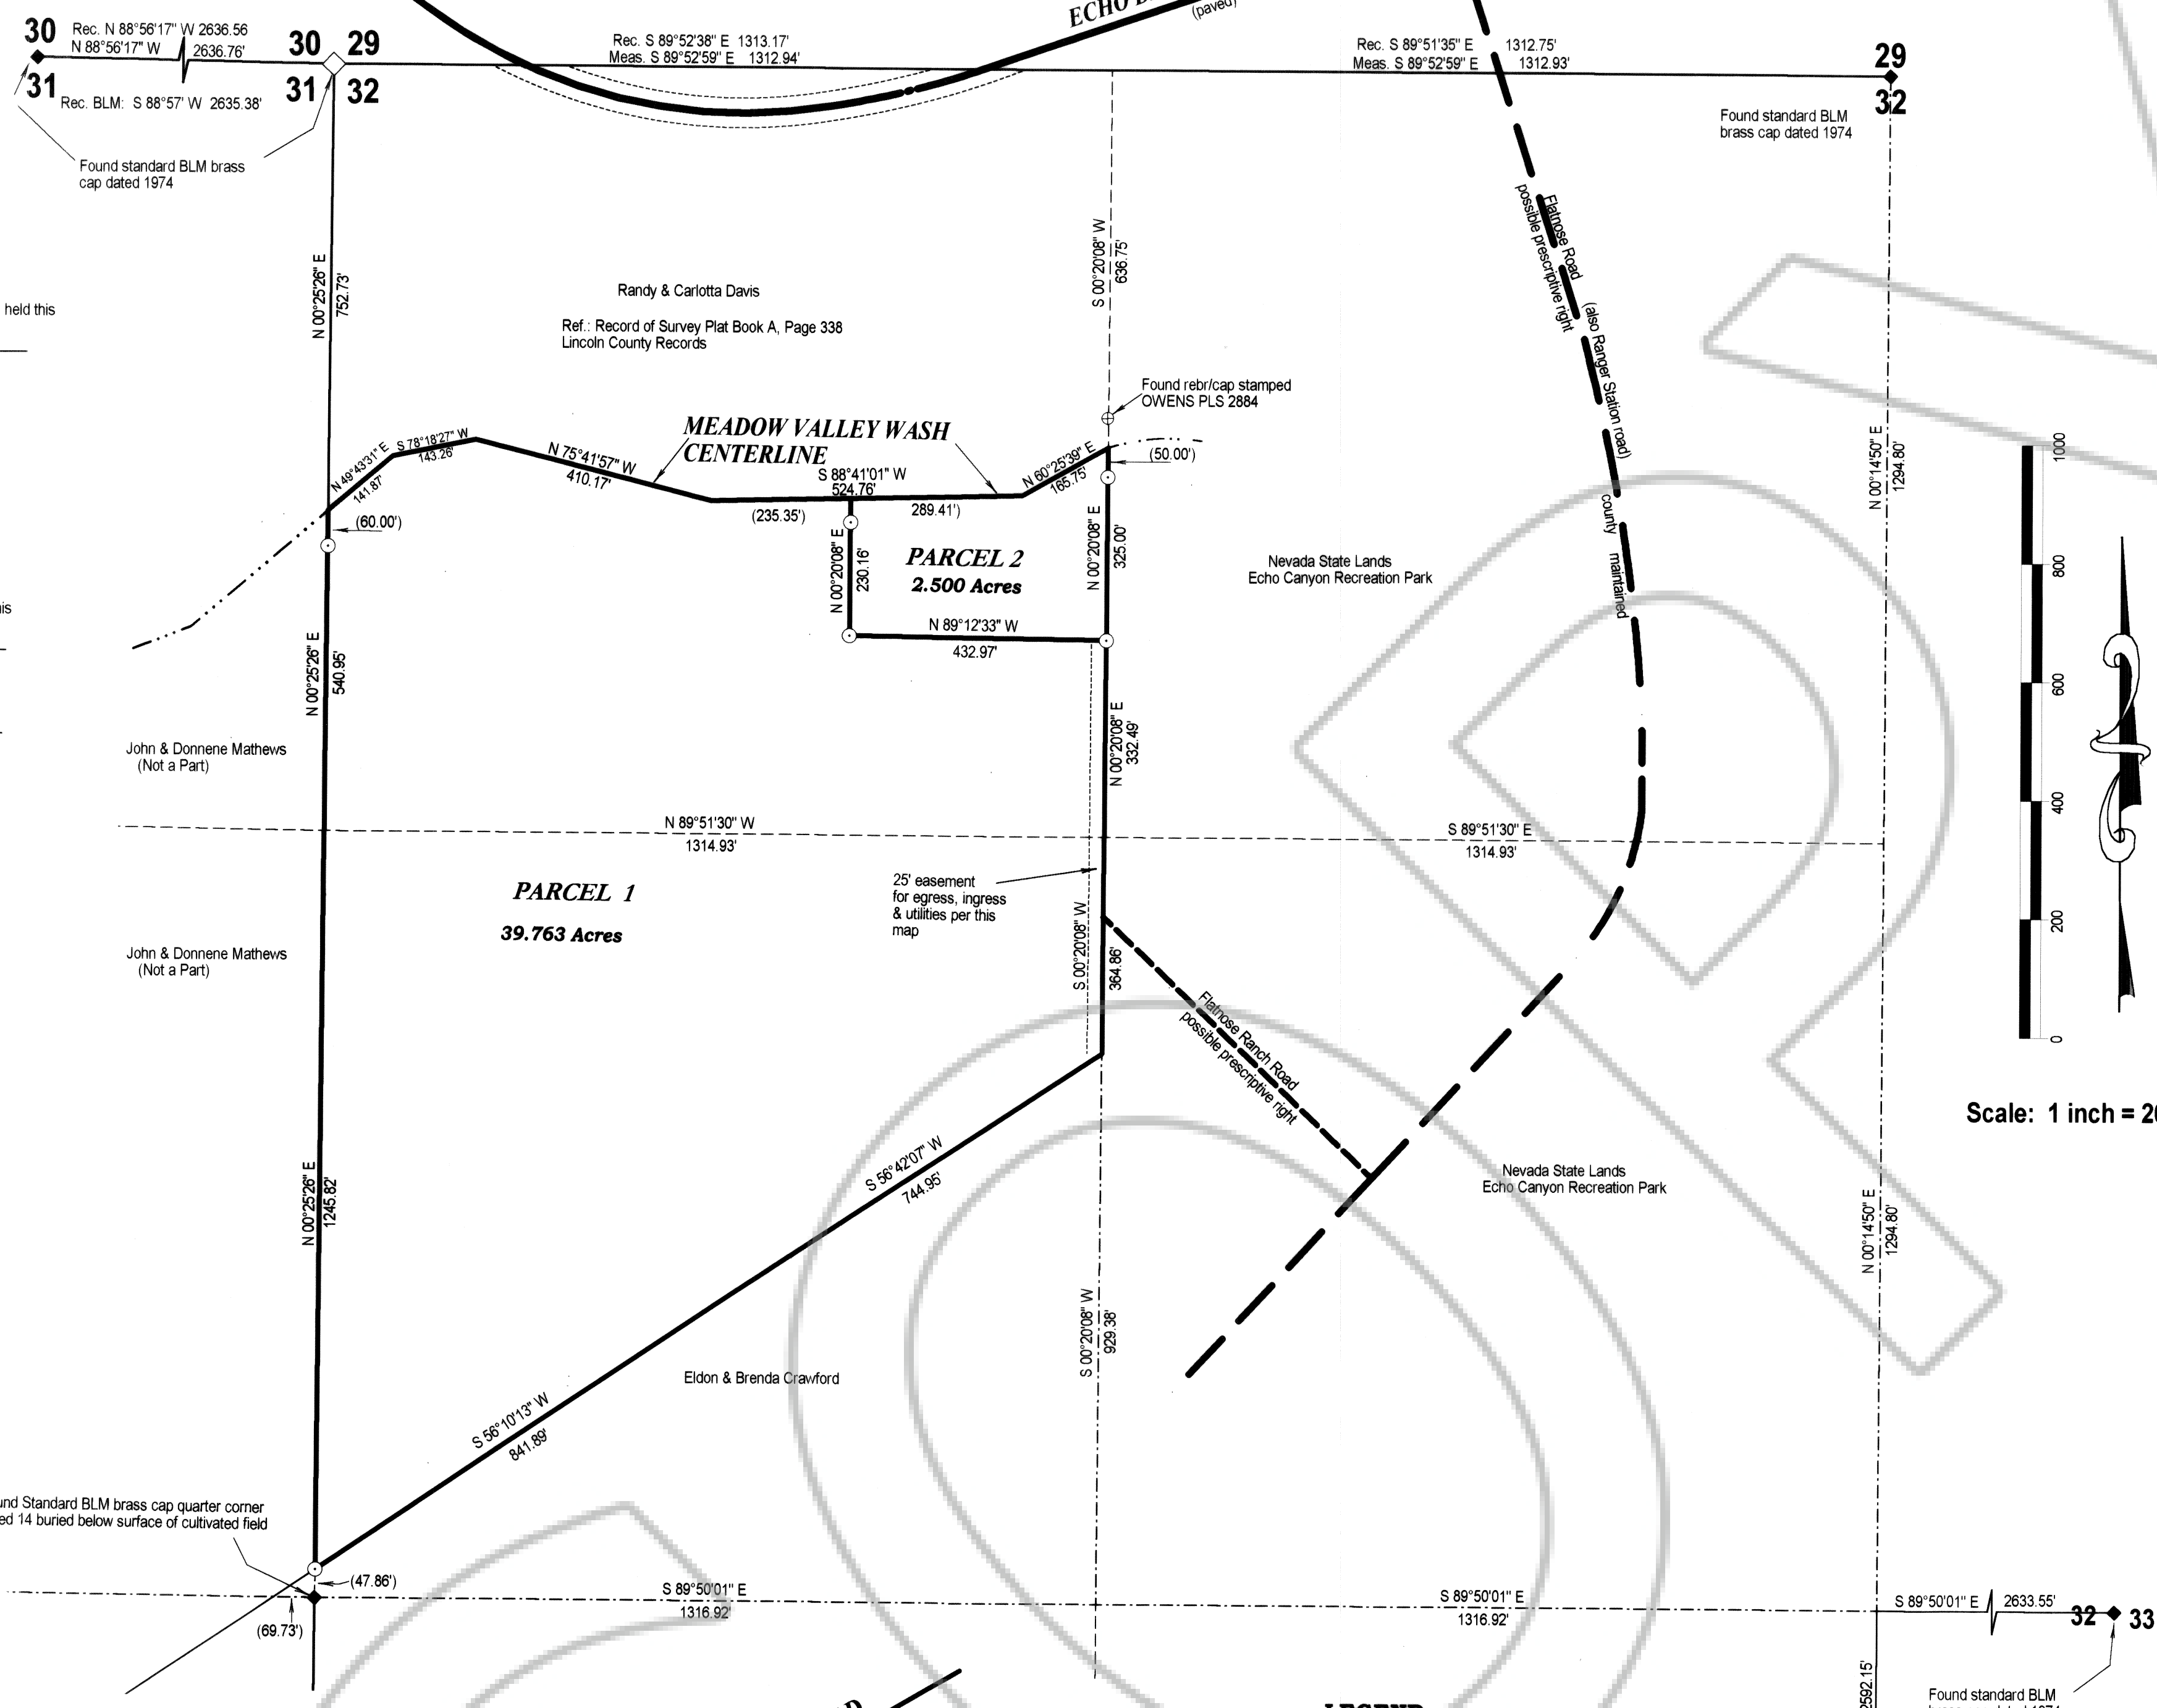 30
Rec. N 88°56'17" W 2636.56
N 88°56'17" W 2636.76'
30 29
31
Rec. BLM: S 88°57' W 2635.38'
31 32
Found standard BLM brass
cap dated 1974
Rec. S 89°52'38" E 1313.17'
Meas. S 89°52'59" E 1312.94'
ECHO
(paved)
Rec. S 89°51'35" E 1312.75'
Meas. S 89°52'59" E 1312.93'
29
32
Found standard BLM
brass cap dated 1974
N 00°25'26" E
752.73'
S 00°20'08" W
636.75'
Flatnose Road
possible prescriptive right
(also Ranger Station road)
county maintained
held this
Randy & Carlotta Davis
Ref.: Record of Survey Plat Book A, Page 338
Lincoln County Records
Found rebr/cap stamped
OWENS PLS 2884
MEADOW VALLEY WASH
CENTERLINE
N 49°43'31" E
141.87'
S 78°18'27" W
143.26'
N 75°41'57" W
410.17'
S 88°41'01" W
524.76'
(235.35')
289.41')
N 60°25'39" E
165.75'
(50.00')
(60.00')
N 00°14'50" E
1294.80'
N 00°20'08" E
230.16'
PARCEL 2
2.500 Acres
N 00°20'08" E
325.00'
N 89°12'33" W
432.97'
Nevada State Lands
Echo Canyon Recreation Park
1000
800
600
400
200
0
N 00°25'26" E
540.95'
N 00°20'08" E
332.49'
John & Donnene Mathews
(Not a Part)
N 89°51'30" W
1314.93'
S 89°51'30" E
1314.93'
PARCEL 1
39.763 Acres
25' easement
for egress, ingress
& utilities per this
map
S 00°20'08" W
364.86'
John & Donnene Mathews
(Not a Part)
Flatnose Ranch Road
possible prescriptive right
Scale: 1 inch = 20
S 56°42'07" W
744.95'
Nevada State Lands
Echo Canyon Recreation Park
N 00°25'26" E
1245.82'
N 00°14'50" E
1294.80'
S 00°20'08" W
929.38'
Eldon & Brenda Crawford
S 56°10'13" W
841.89'
und Standard BLM brass cap quarter corner
ed 14 buried below surface of cultivated field
(47.86')
(69.73')
S 89°50'01" E
1316.92'
S 89°50'01" E
1316.92'
S 89°50'01" E 2633.55'
32 33
2592.15'
Found standard BLM
LEGEND